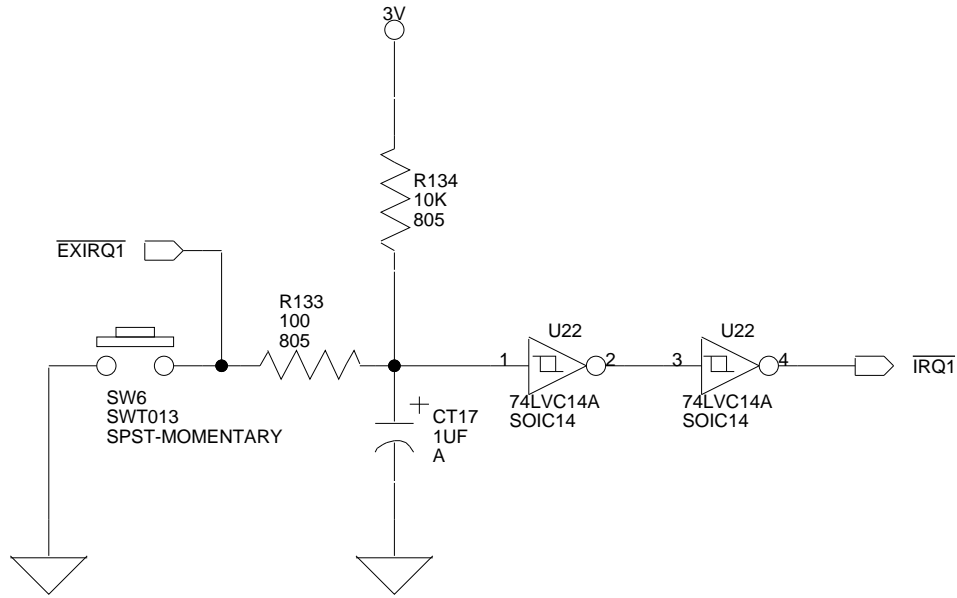 3V
R134
10K
805
EXIRQ1
R133
100
805
U22
U22
1
2
3
4
IRQ1
SW6
SWT013
SPST-MOMENTARY
CT17
1UF
A
74LVC14A
SOIC14
74LVC14A
SOIC14